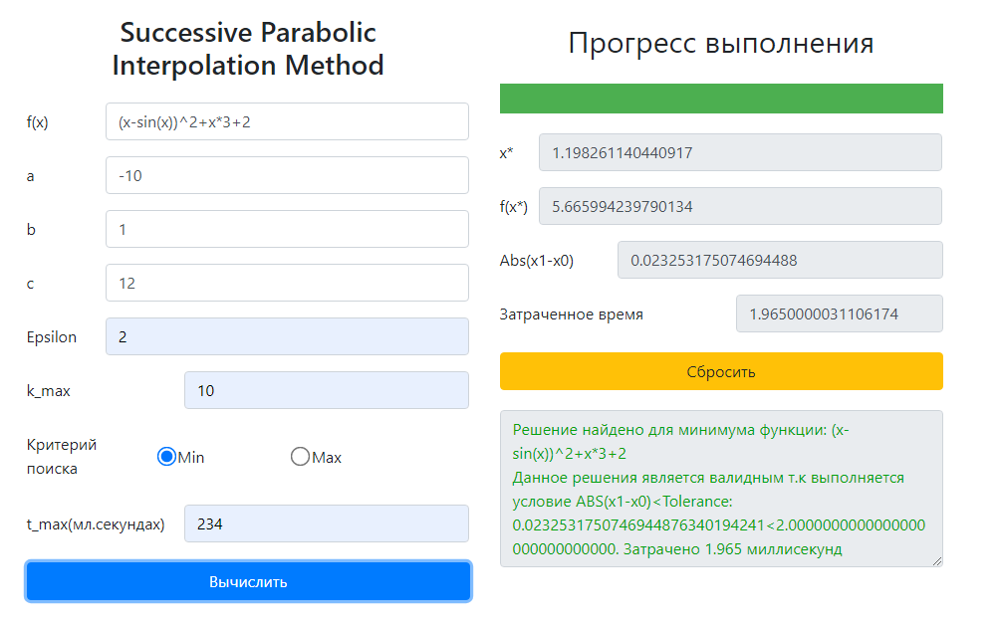 Successive Parabolic
Interpolation Method
f(x)
(x-sin(x))^2+x*3+2
a
-10
b
1
c
12
Epsilon
2
k_max
10
Критерий
поиска
Min
Max
t_max(мл.секундах)
234
Вычислить
Прогресс выполнения
x*
1.198261140440917
f(x*)
5.665994239790134
Abs(x1-x0)
0.023253175074694488
Затраченное время
1.9650000031106174
Сбросить
Решение найдено для минимума функции: (x-
sin(x))^2+x*3+2
Данное решения является валидным т.к выполняется
условие ABS(x1-x0)<Tolerance:
0.0232531750746944876340194241<2.0000000000000000
000000000000. Затрачено 1.965 миллисекунд